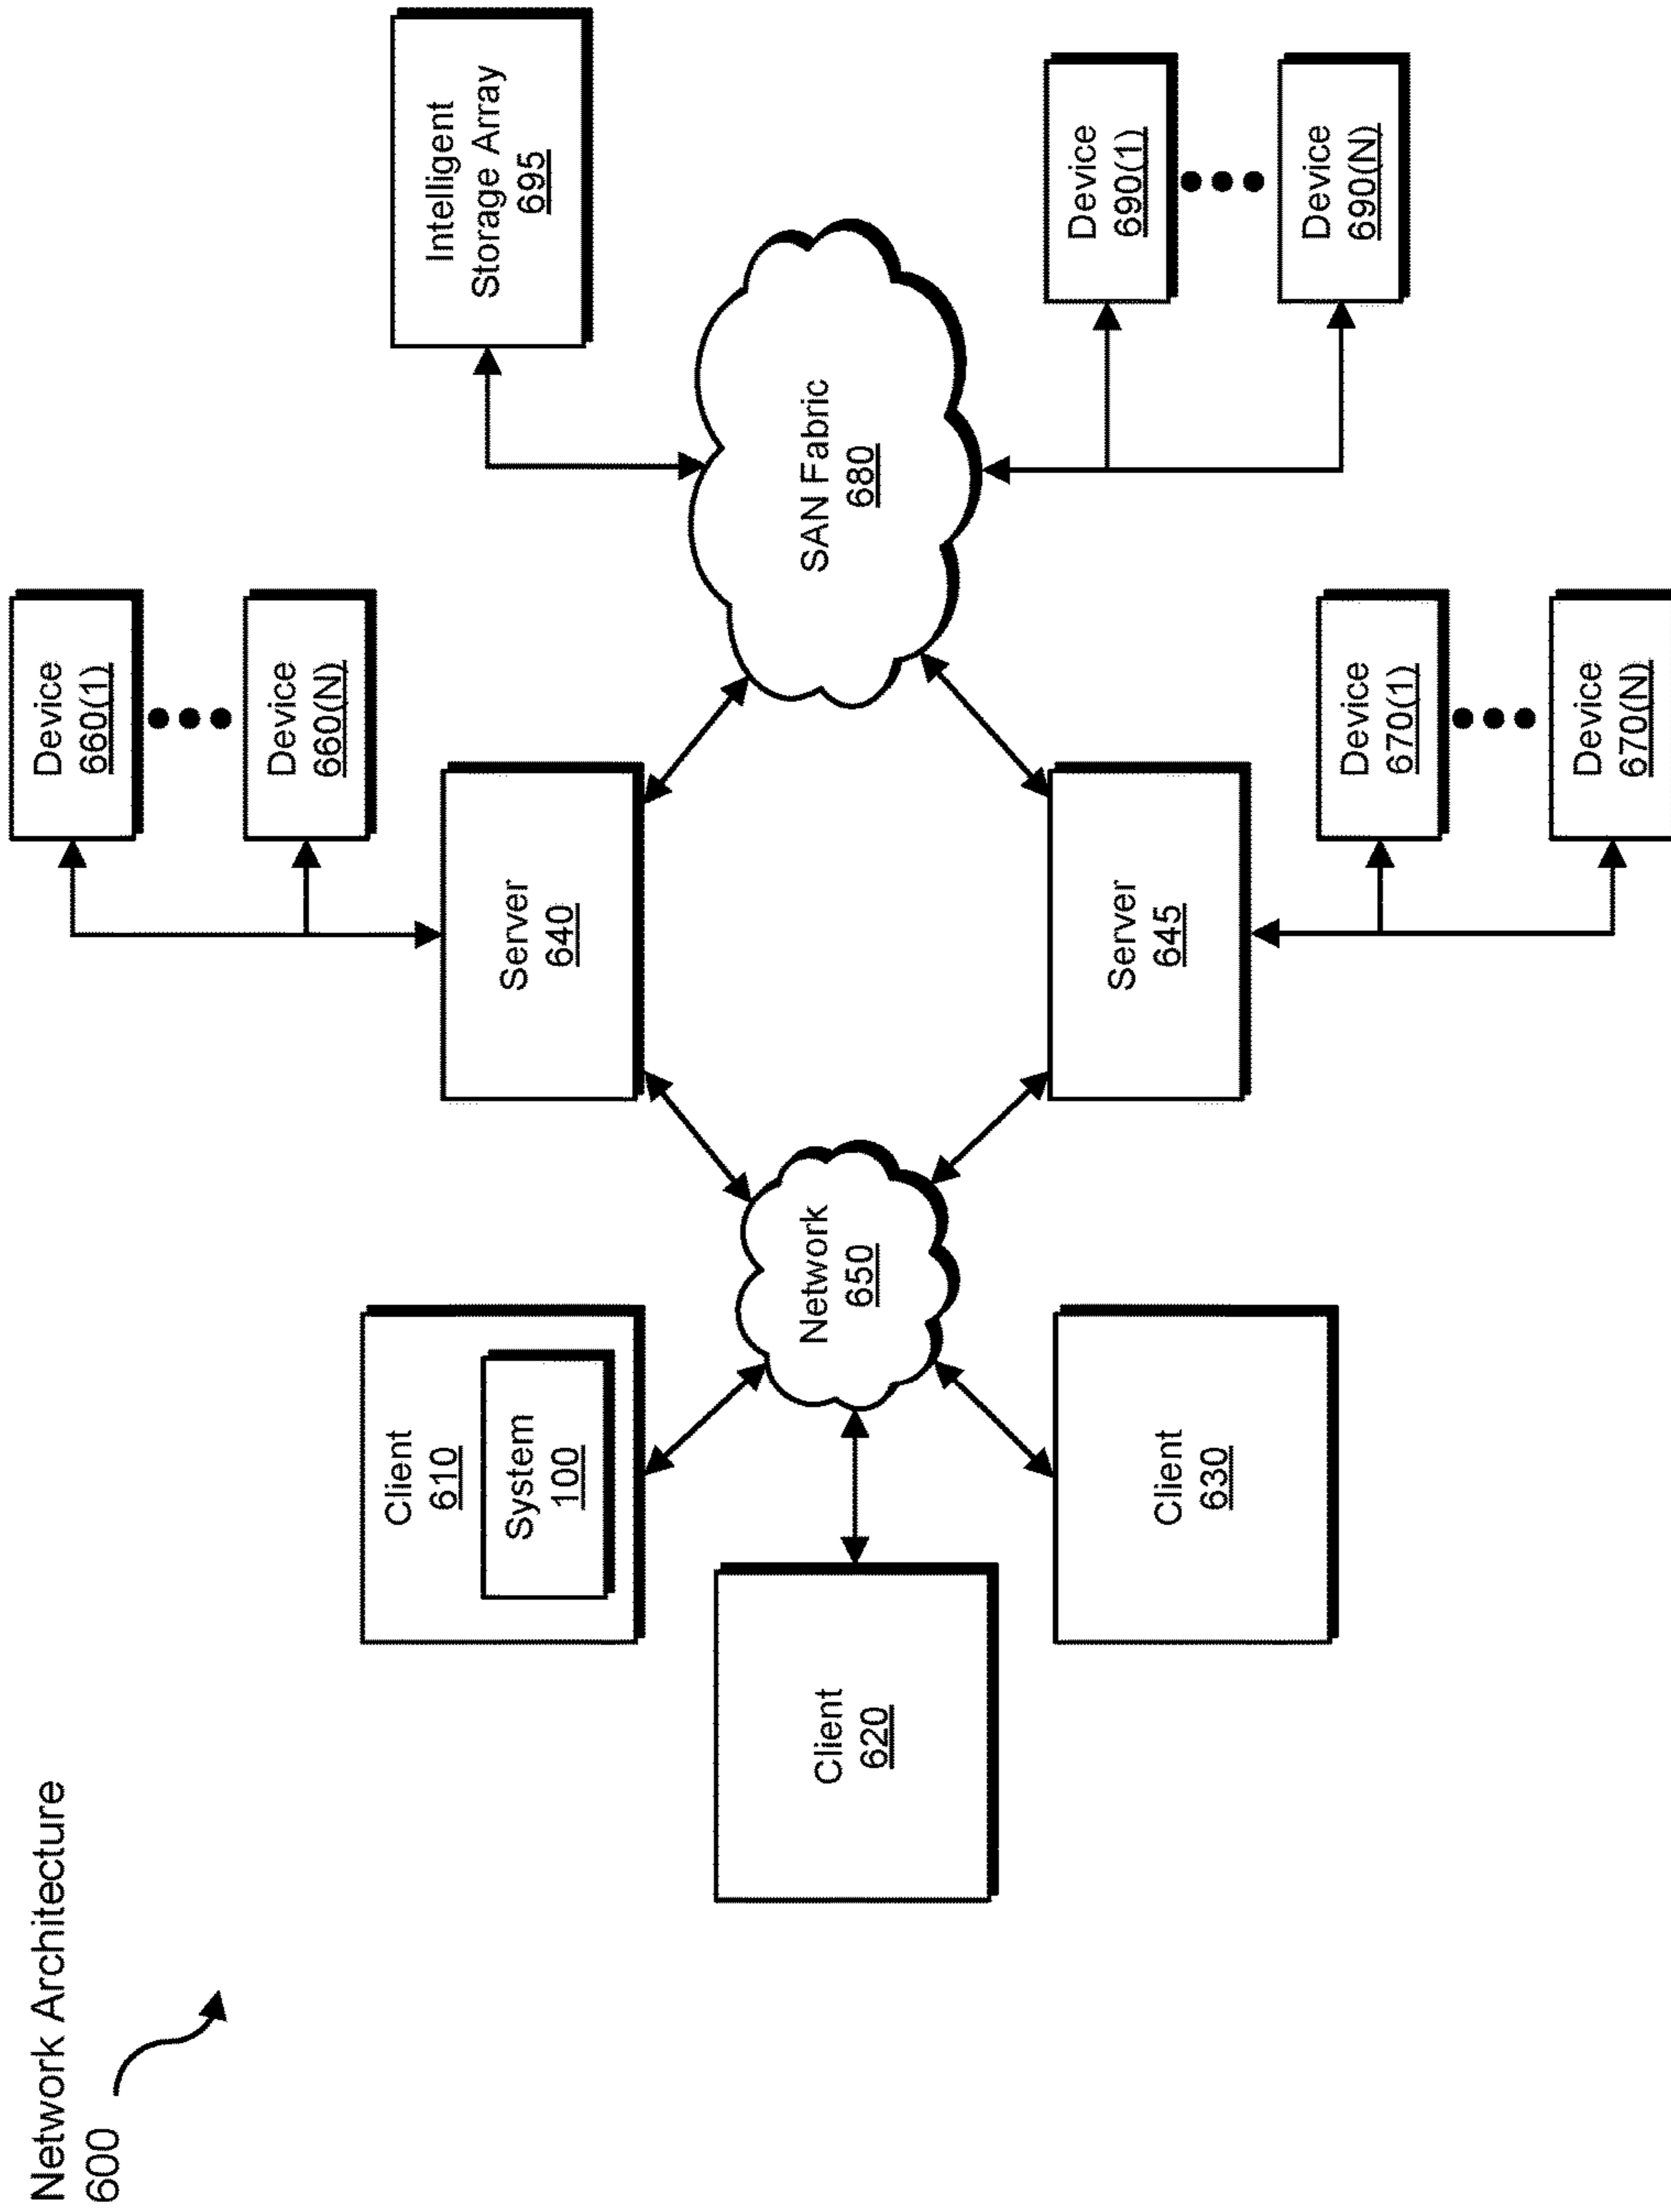 Network Architecture
600
Device
660(1)
Device
660(N)
Intelligent
Storage Array
695
Client
610
System
100
Server
640
Client
620
Network
650
SAN Fabric
680
Client
630
Server
645
Device
690(1)
Device
690(N)
Device
670(1)
Device
670(N)